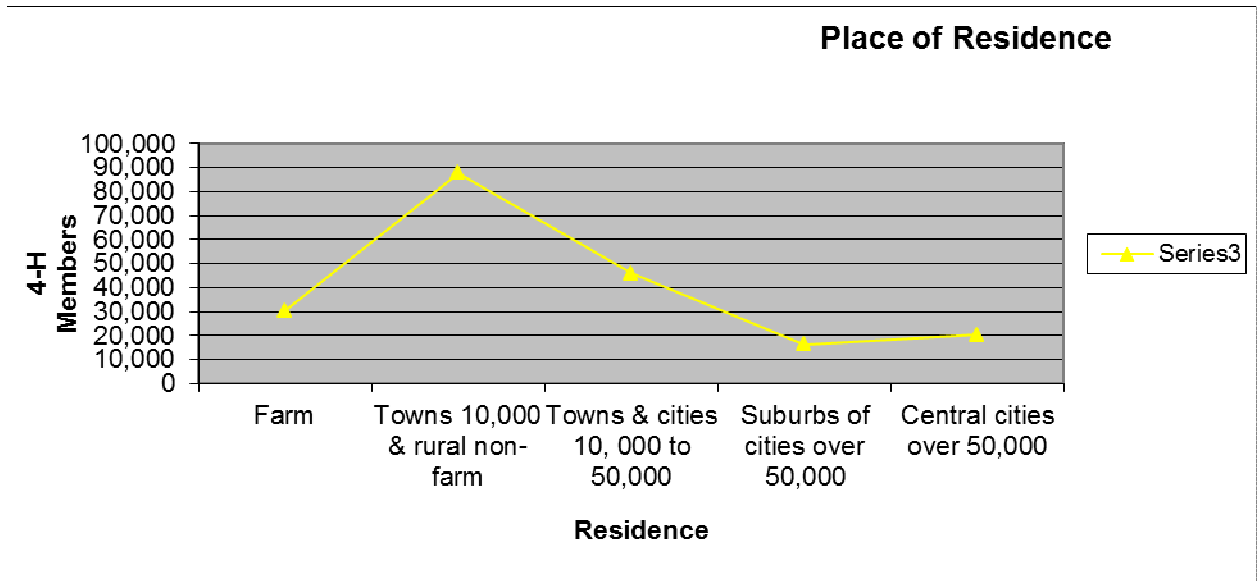 Place of Residence
4-H
Members
100,000
90,000
80,000
70,000
60,000
50,000
40,000
30,000
20,000
10,000
0
Series3
Farm
Towns 10,000
& rural non-
farm
Towns & cities
10, 000 to
50,000
Suburbs of
cities over
50,000
Central cities
over 50,000
Residence